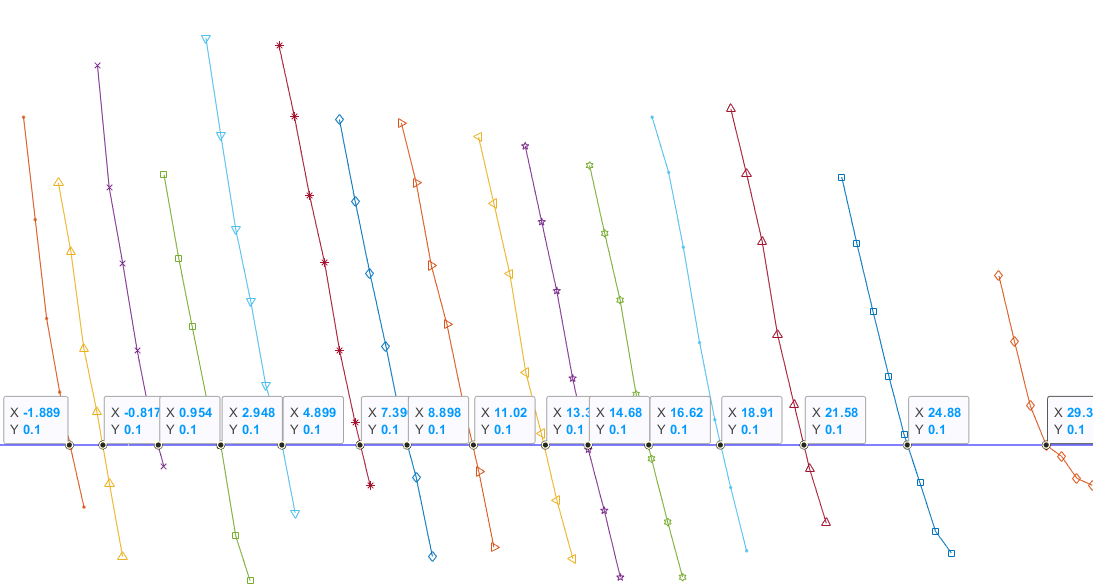 X -1.889
Y 0.1
X -0.817
Y 0.1
X 0.954
Y 0.1
X 2.948
Y 0.1
X 4.899
Y 0.1
X 7.39
Y 0.1
X 8.898
Y 0.1
X 11.02
Y 0.1
X 13.3
Y 0.1
X 14.68
Y 0.1
X 16.62
Y 0.1
X 18.91
Y 0.1
X 21.58
Y 0.1
X 24.88
Y 0.1
X 29.3
Y 0.1